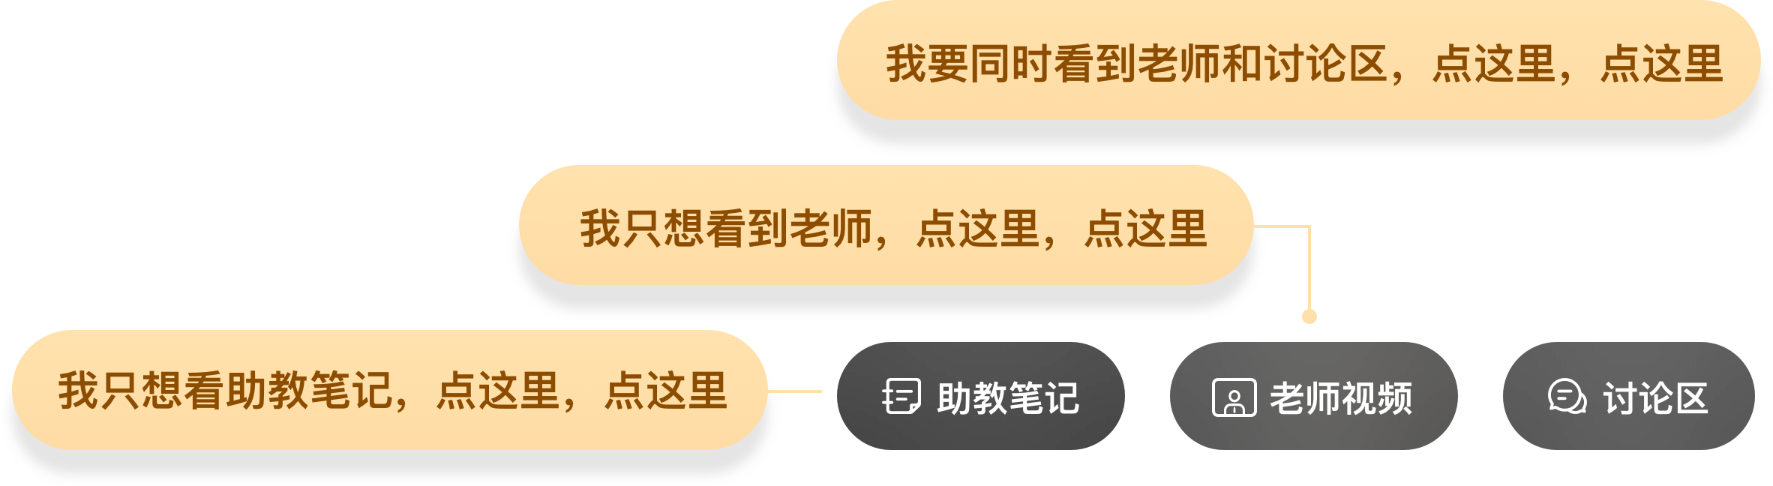 我要同时看到老师和讨论区，点这里，点这里
我只想看到老师，点这里，点这里
我只想看助教笔记，点这里，点这里
助教笔记
老师视频
讨论区